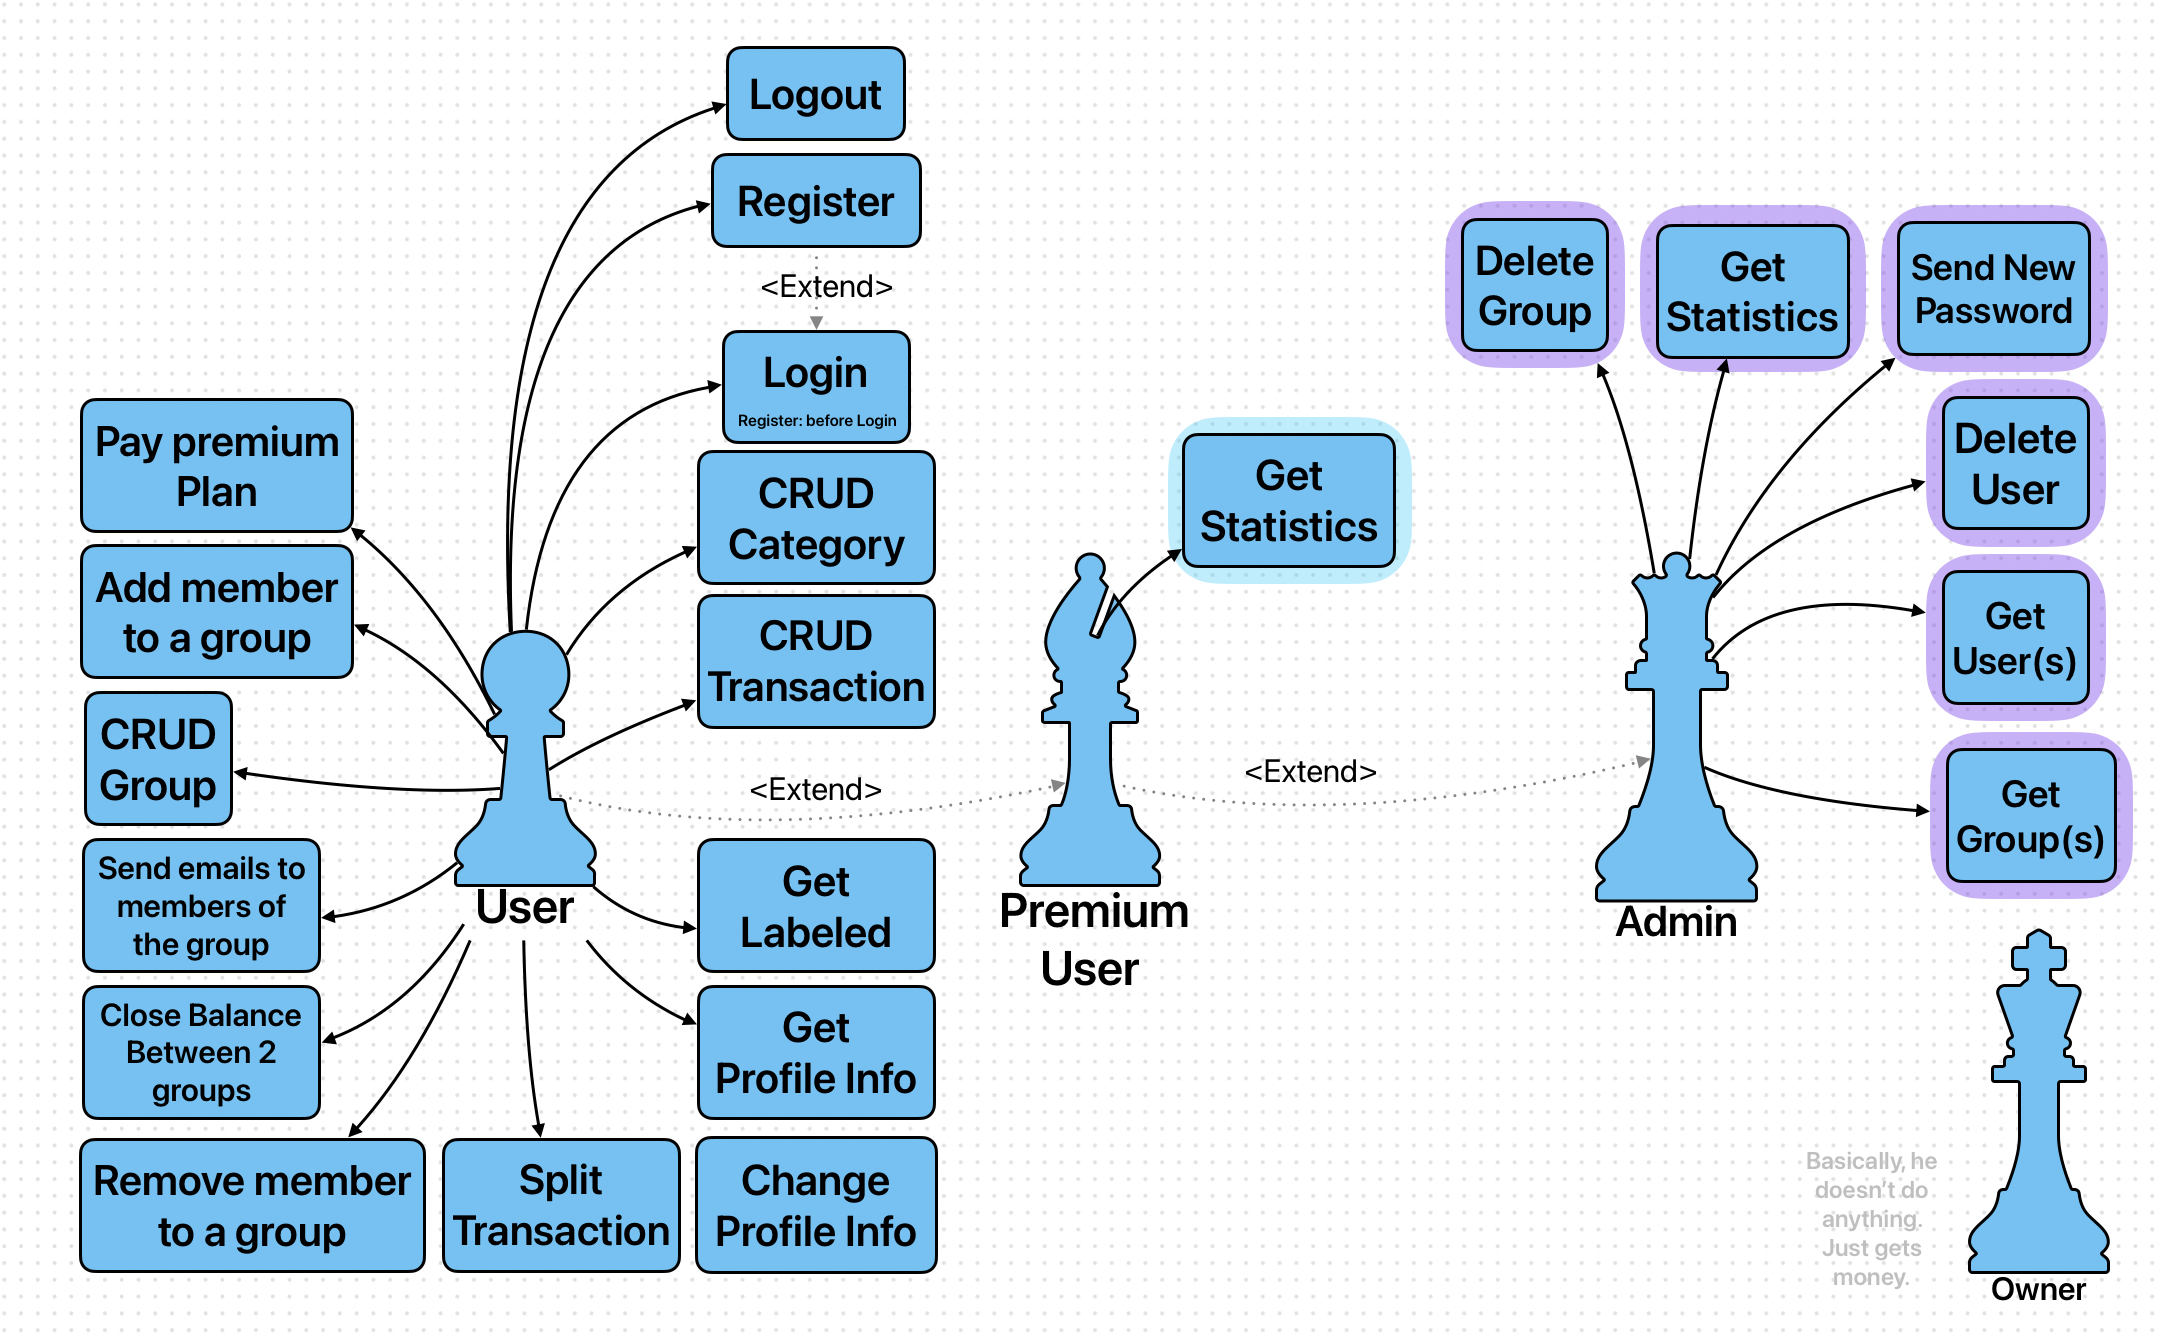 Logout
Register
<Extend>
Login
Register: before Login
CRUD
Category
CRUD
Transaction
Pay premium
Plan
Add member
to a group
CRUD
Group
Send emails to
members of
the group
Close Balance
Between 2
groups
Remove member
to a group
Split
Transaction
Change
Profile Info
Get
Profile Info
Get
Labeled
User
<Extend>
Get
Statistics
Premium
User
<Extend>
Delete
Group
Get
Statistics
Send New
Password
Delete
User
Get
User(s)
Get
Group(s)
Admin
Basically, he
doesn't do
anything.
Just gets
money.
Owner